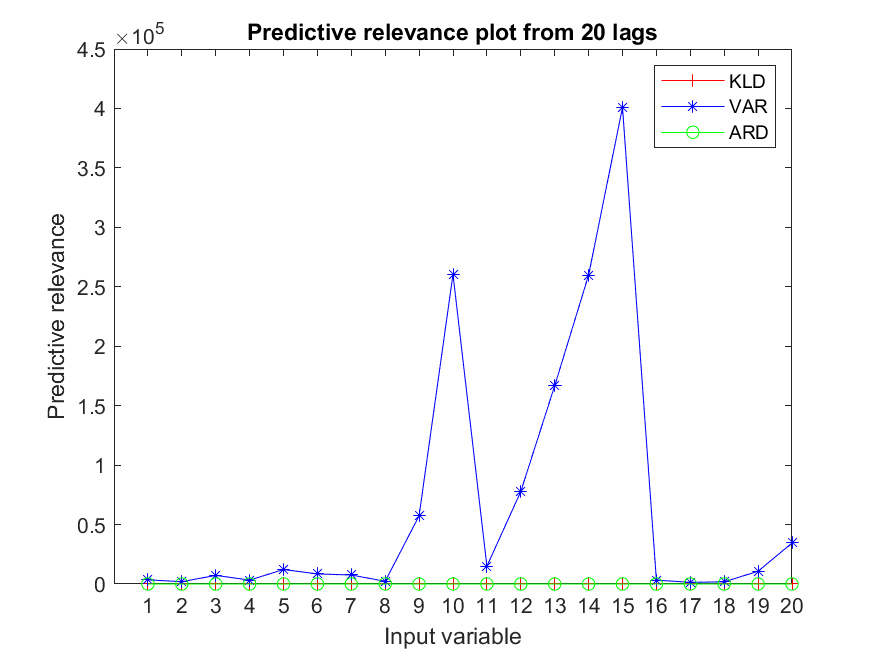 Predictive relevance plot from 20 lags
×10⁵
4.5
4
3.5
3
2.5
2
1.5
1
0.5
0
Predictive relevance
KLD
VAR
ARD
1 2 3 4 5 6 7 8 9 10 11 12 13 14 15 16 17 18 19 20
Input variable